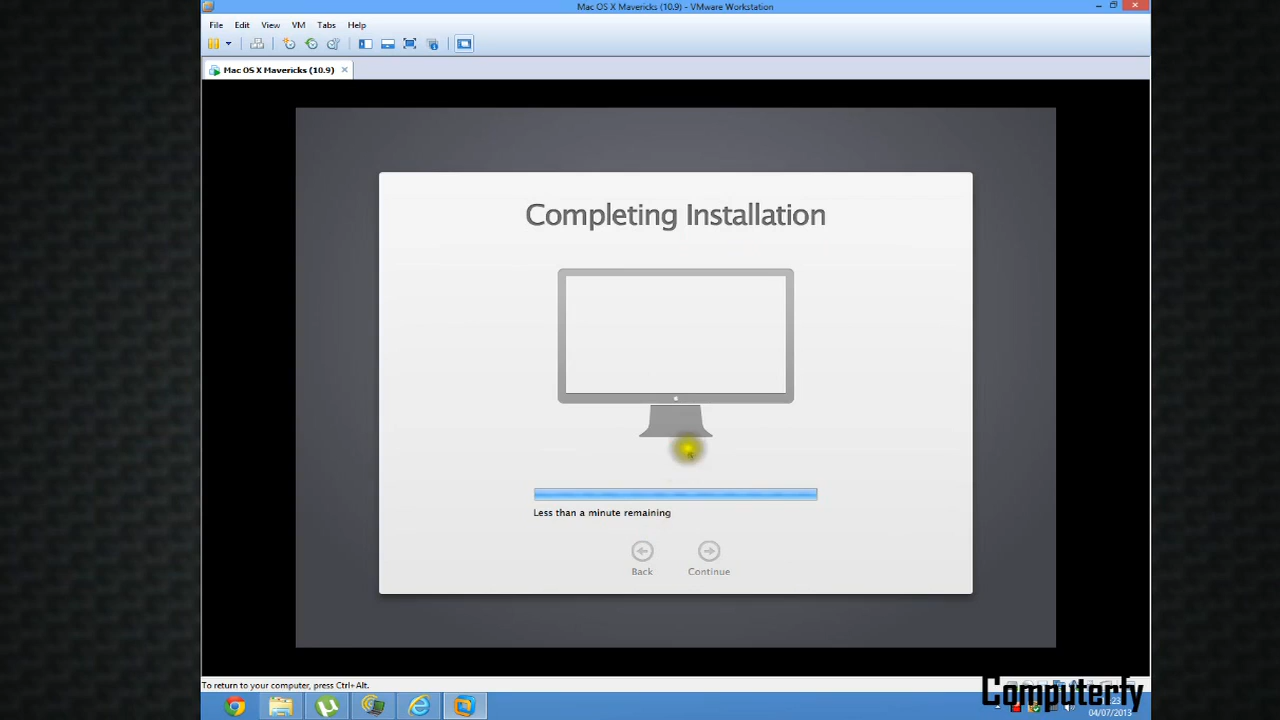 Mac OS X Mavericks (10.9) - VMware Workstation
File Edit View VM Tabs Help
Mac OS X Mavericks (10.9)
Completing Installation
Less than a minute remaining
Back Continue
To return to your computer, press Ctrl+Alt.
Computerfy
04/07/2013